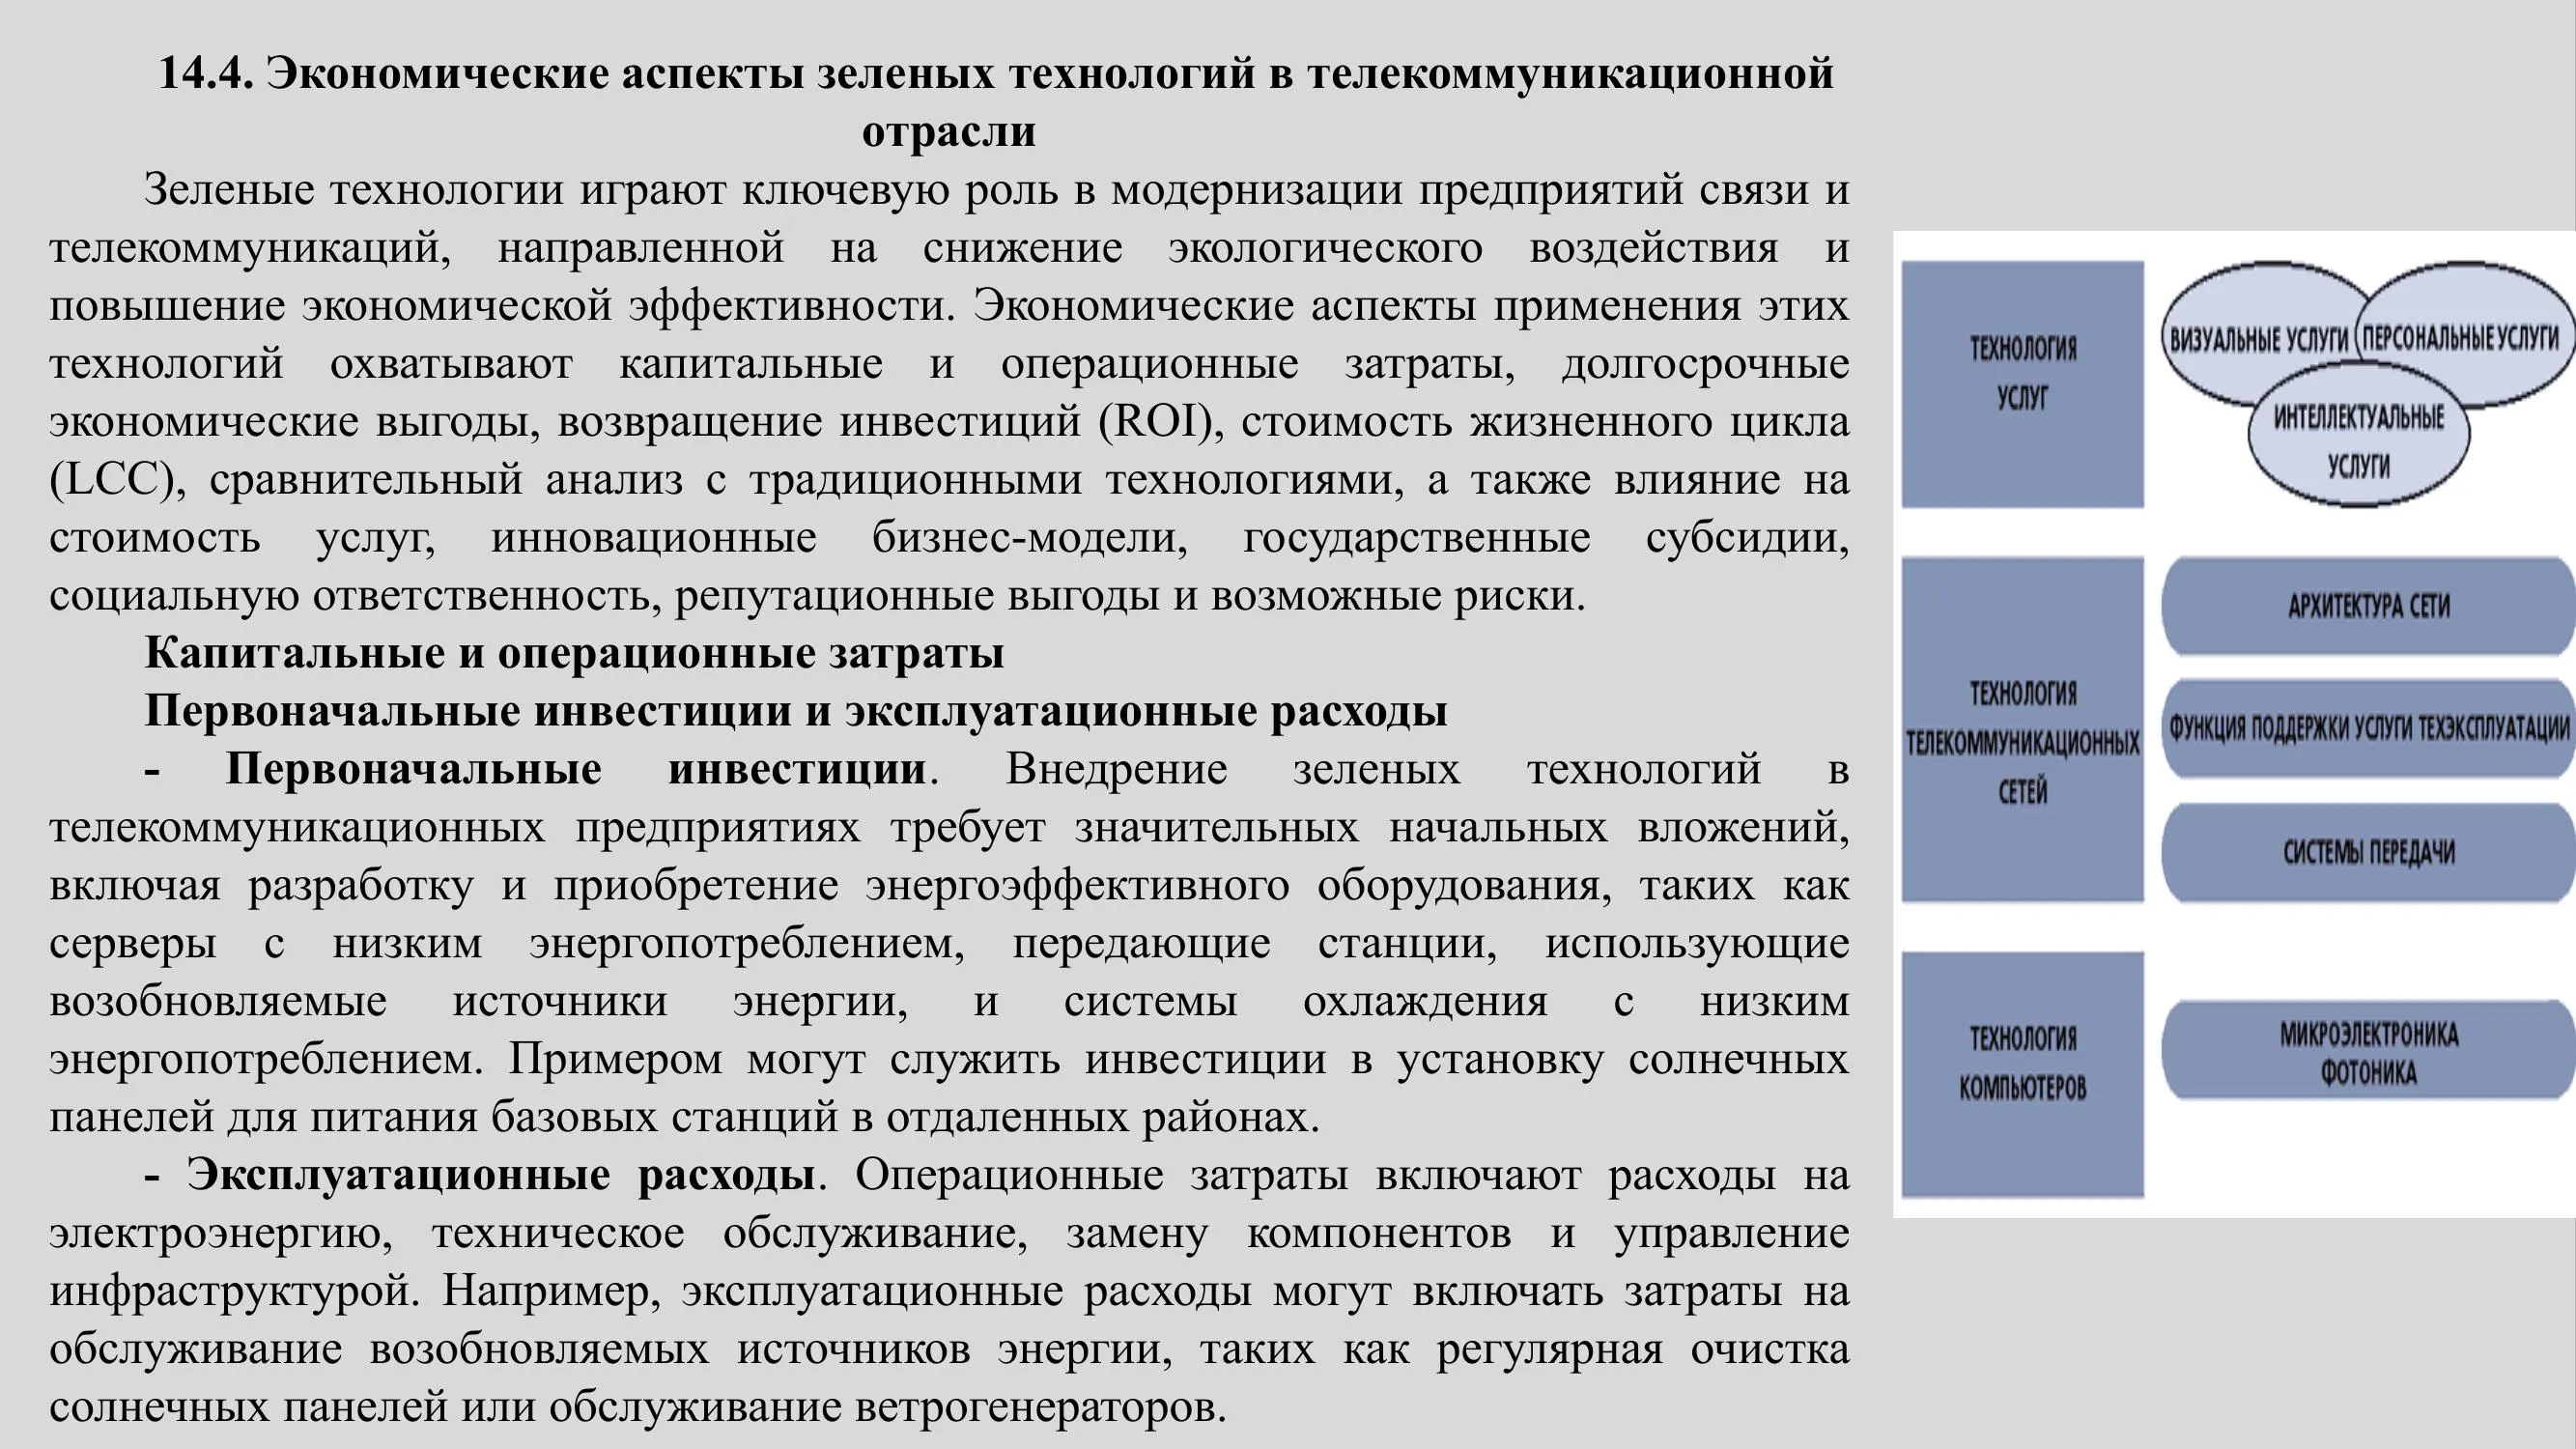 14.4. Экономические аспекты зеленых технологий в телекоммуникационной
отрасли
Зеленые технологии играют ключевую роль в модернизации предприятий связи и
телекоммуникаций, направленной на снижение экологического воздействия и
повышение экономической эффективности. Экономические аспекты применения этих
технологий охватывают капитальные и операционные затраты, долгосрочные
экономические выгоды, возвращение инвестиций (ROI), стоимость жизненного цикла
(LCC), сравнительный анализ с традиционными технологиями, а также влияние на
стоимость услуг, инновационные бизнес-модели, государственные субсидии,
социальную ответственность, репутационные выгоды и возможные риски.
Капитальные и операционные затраты
Первоначальные инвестиции и эксплуатационные расходы
- Первоначальные инвестиции. Внедрение зеленых технологий в
телекоммуникационных предприятиях требует значительных начальных вложений,
включая разработку и приобретение энергоэффективного оборудования, таких как
серверы с низким энергопотреблением, передающие станции, использующие
возобновляемые источники энергии, и системы охлаждения с низким
энергопотреблением. Примером могут служить инвестиции в установку солнечных
панелей для питания базовых станций в отдаленных районах.
- Эксплуатационные расходы. Операционные затраты включают расходы на
электроэнергию, техническое обслуживание, замену компонентов и управление
инфраструктурой. Например, эксплуатационные расходы могут включать затраты на
обслуживание возобновляемых источников энергии, таких как регулярная очистка
солнечных панелей или обслуживание ветрогенераторов.
ТЕХНОЛОГИЯ
УСЛУГ
ВИЗУАЛЬНЫЕ УСЛУГИ
ПЕРСОНАЛЬНЫЕ УСЛУГИ
ИНТЕЛЛЕКТУАЛЬНЫЕ
УСЛУГИ
ТЕХНОЛОГИЯ
ТЕЛЕКОММУНИКАЦИОННЫХ
СЕТЕЙ
АРХИТЕКТУРА СЕТИ
ФУНКЦИЯ ПОДДЕРЖКИ УСЛУГИ ТЕХЭКСПЛУАТАЦИИ
СИСТЕМЫ ПЕРЕДАЧИ
ТЕХНОЛОГИЯ
КОМПЬЮТЕРОВ
МИКРОЭЛЕКТРОНИКА
ФОТОНИКА